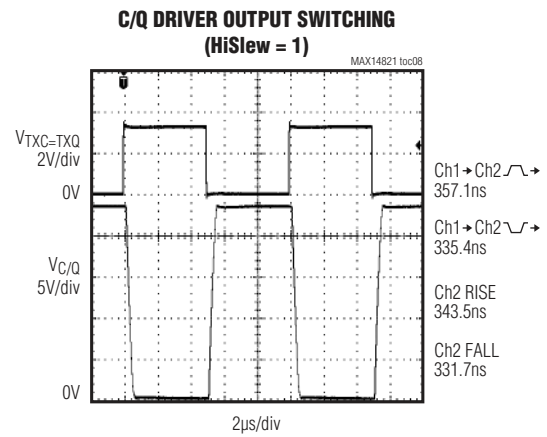 C/Q DRIVER OUTPUT SWITCHING
(HiSlew = 1)
MAX14821 toc08
T
VTXC=TXQ
2V/div
0V
VC/Q
5V/div
0V
Ch1→Ch2 →
357.1ns
Ch1→Ch2 →
335.4ns
Ch2 RISE
343.5ns
Ch2 FALL
331.7ns
2µs/div